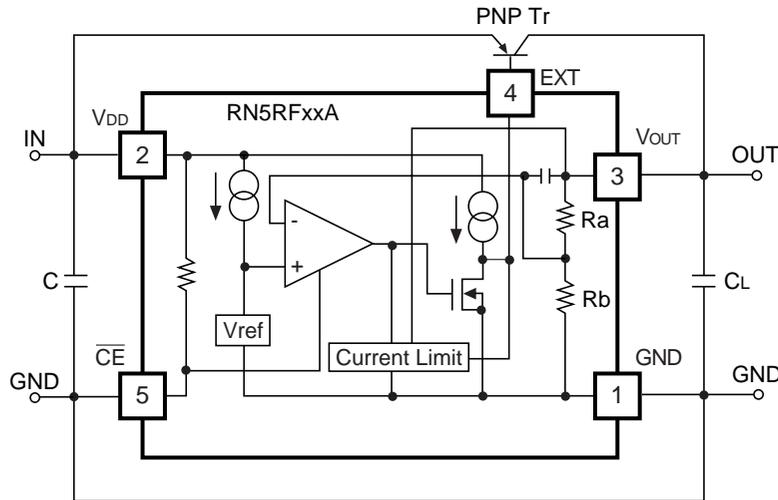 PNP Tr
EXT
4
RN5RFxxA
VDD
VOUT
IN
2
3
OUT
Ra
-
+
C
Rb
CL
Vref
Current Limit
CE
GND
GND
GND
5
1